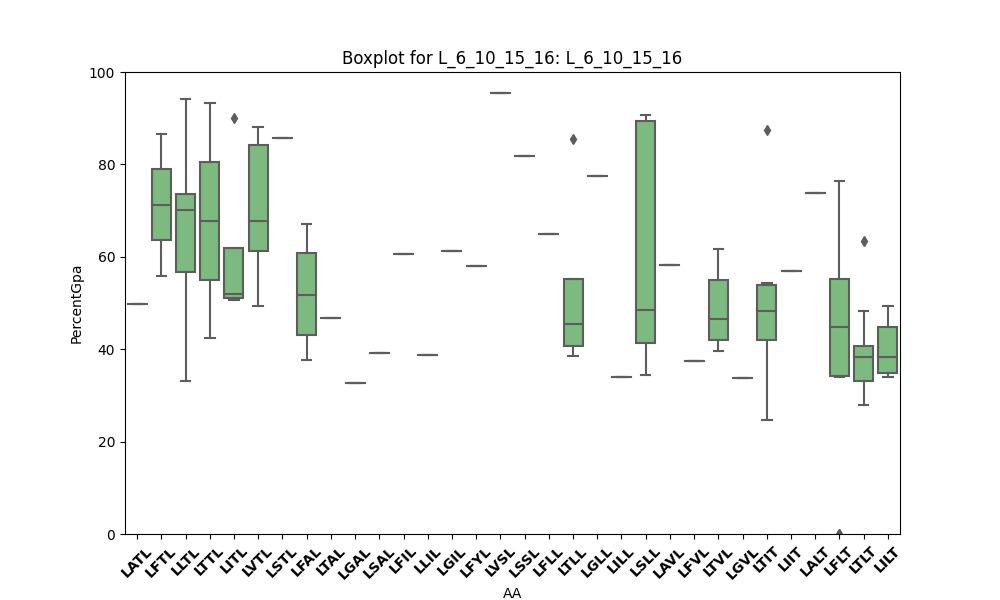 Boxplot for L_6_10_15_16: L_6_10_15_16
100
80
60
40
20
0
PercentGpa
LATL LFTL LLTL LTTL LITL LVTL LSTL LFAL LTAL LGAL LSAL LFIL LLIL LGIL LFYL LVSL LSSL LFLL LTLL LGLL LILL LSLL LAVL LFVL LTVL LGVL LTIT LIIT LALT LFLT LTLT LILT
AA